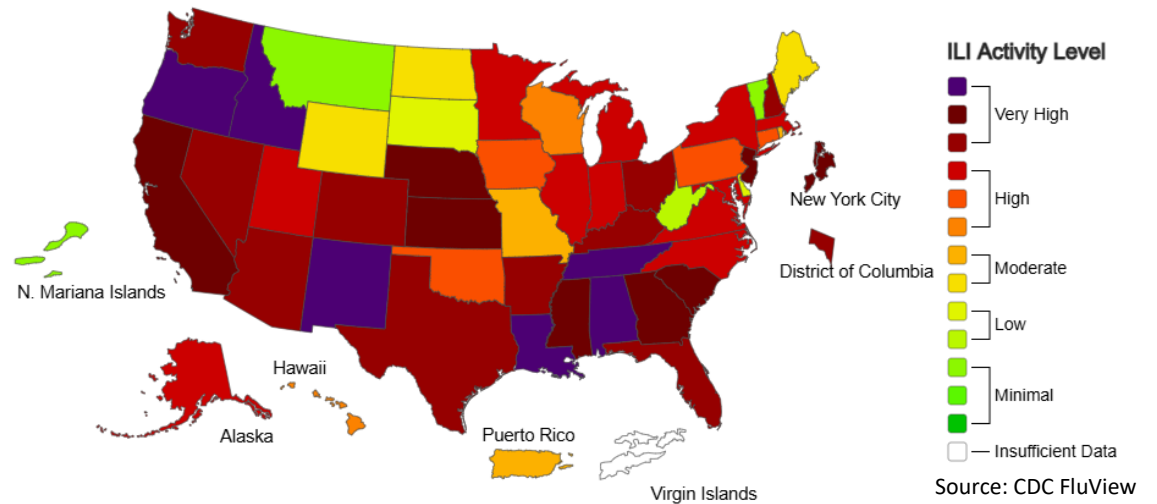 ILI Activity Level
Very High
High
Moderate
Low
Minimal
Insufficient Data
New York City
District of Columbia
N. Mariana Islands
Hawaii
Alaska
Puerto Rico
Virgin Islands
Source: CDC FluView